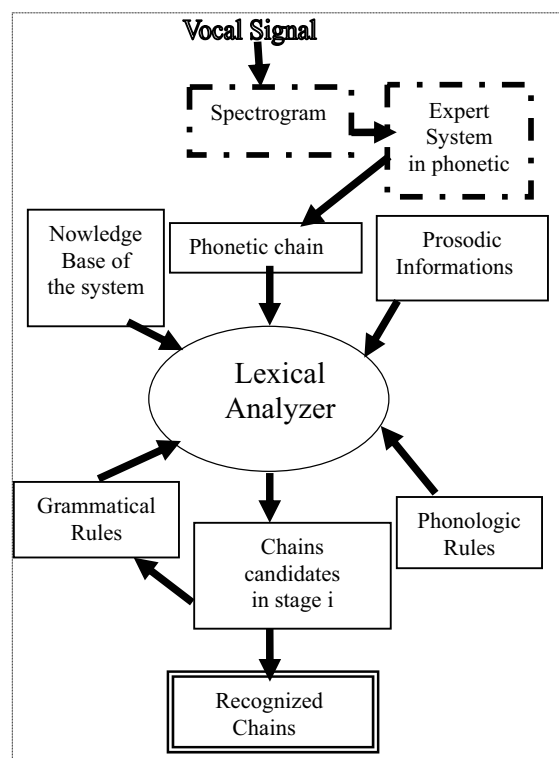 Vocal Signal
Spectrogram
Expert
System
in phonetic
Nowledge
Base of
the system
Phonetic chain
Prosodic
Informations
Lexical
Analyzer
Grammatical
Rules
Chains
candidates
in stage i
Phonologic
Rules
Recognized
Chains